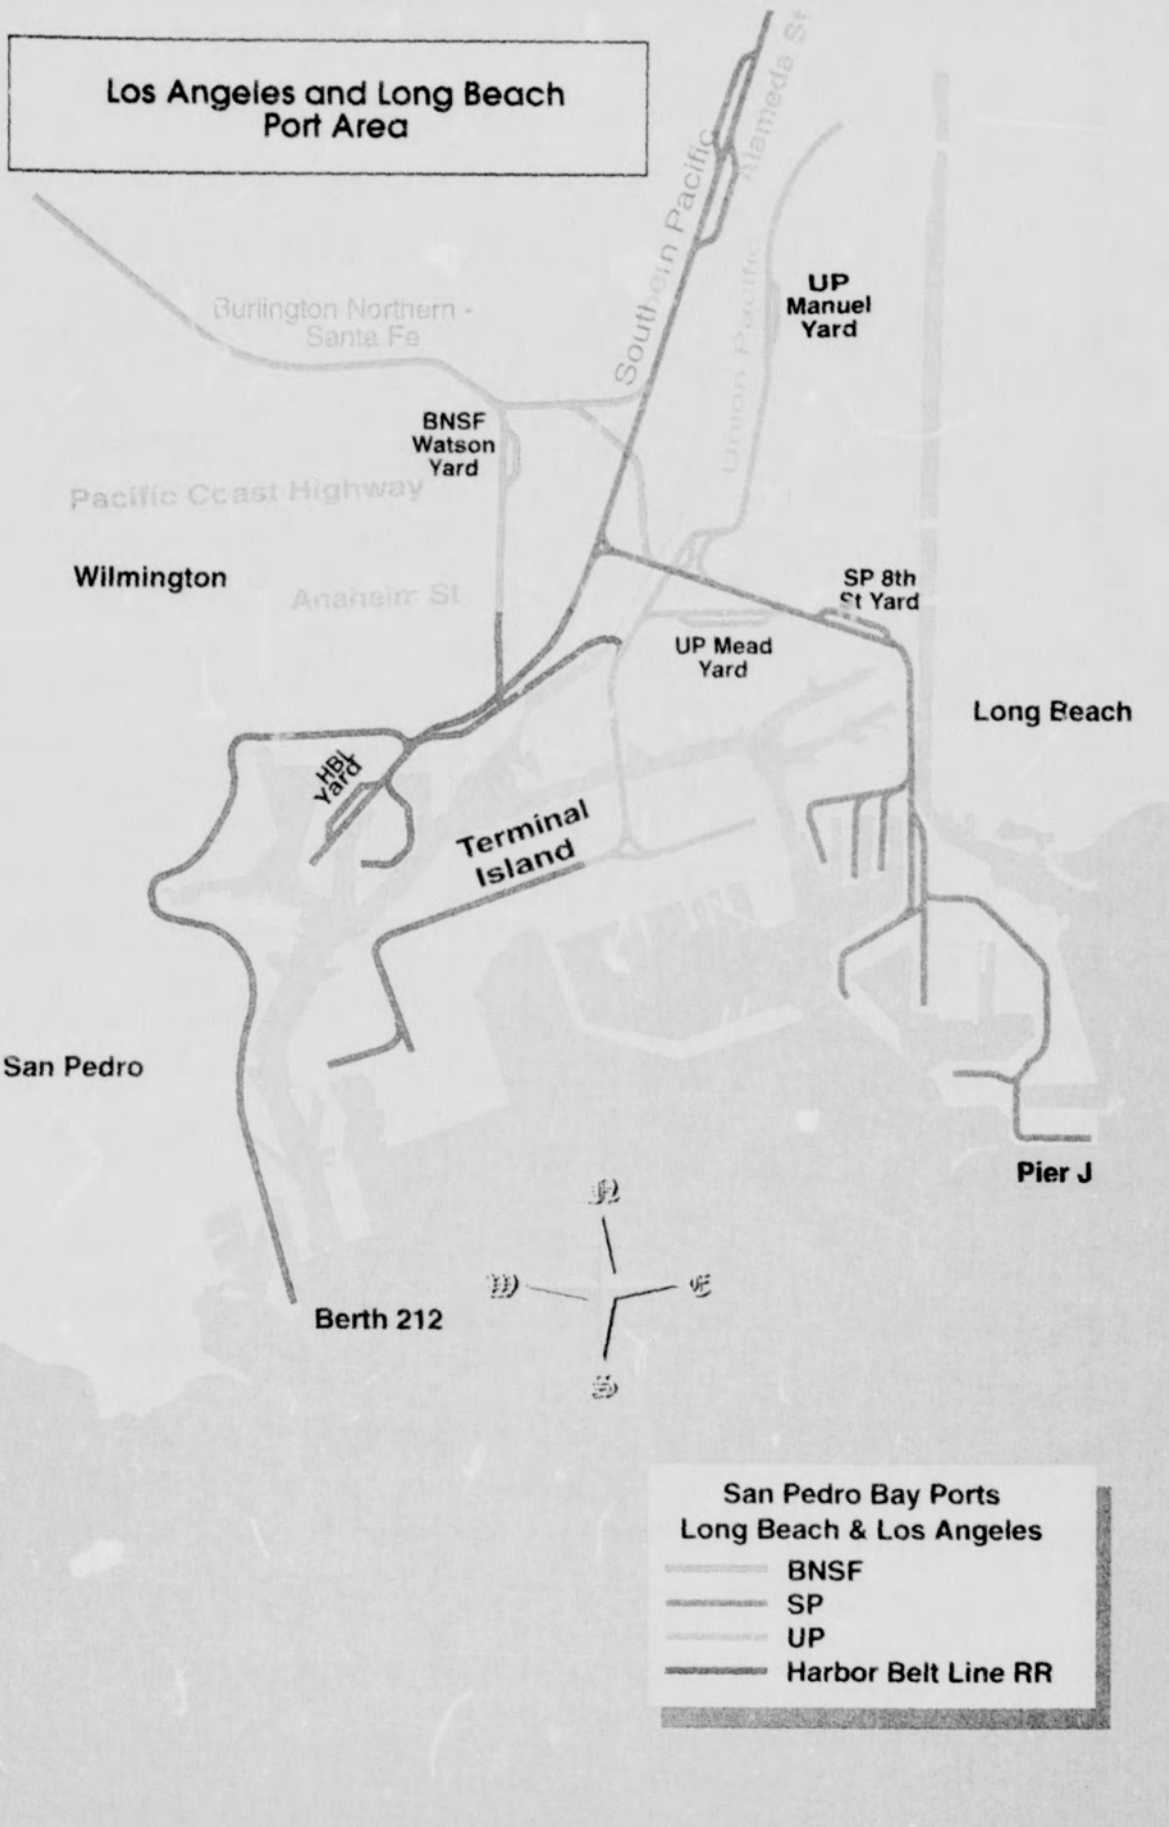 Los Angeles and Long Beach
Port Area
Alameda St
Southern Pacific
Union Pacific
UP
Manuel
Yard
Burlington Northern -
Santa Fe
BNSF
Watson
Yard
Pacific Coast Highway
Wilmington
Anaheim St
SP 8th
St Yard
UP Mead
Yard
Long Beach
HBL
Yard
Terminal
Island
San Pedro
Pier J
N
W
E
S
Berth 212
San Pedro Bay Ports
Long Beach & Los Angeles
BNSF
SP
UP
Harbor Belt Line RR